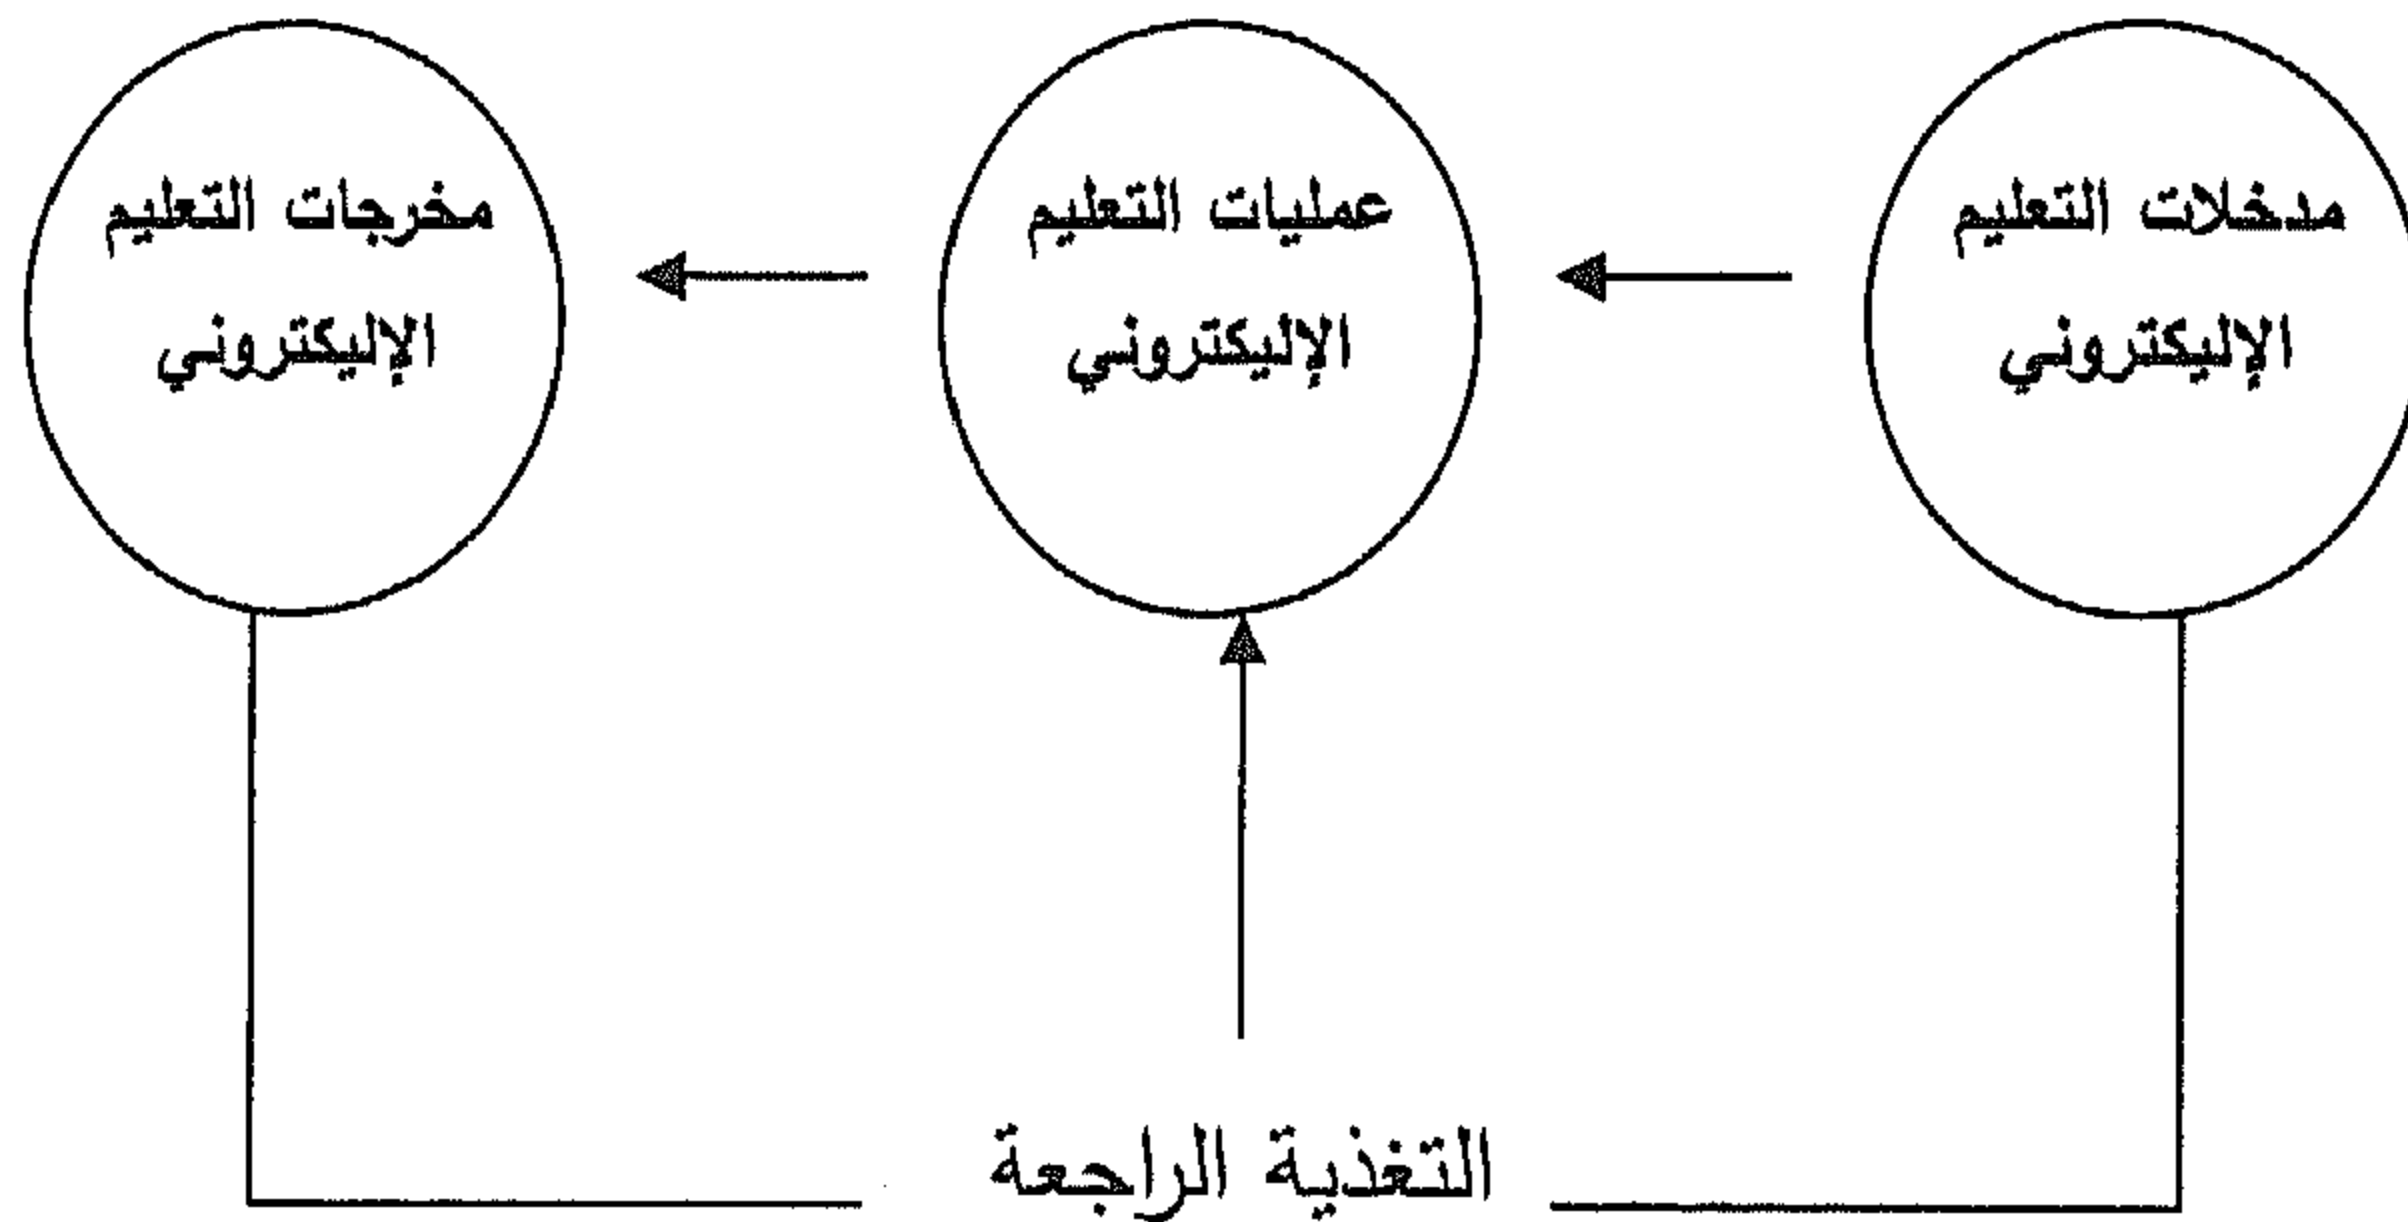 مدخلات التعليم
الإليكتروني
عمليات التعليم
الإليكتروني
مخرجات التعليم
الإليكتروني
التغذية الراجعة